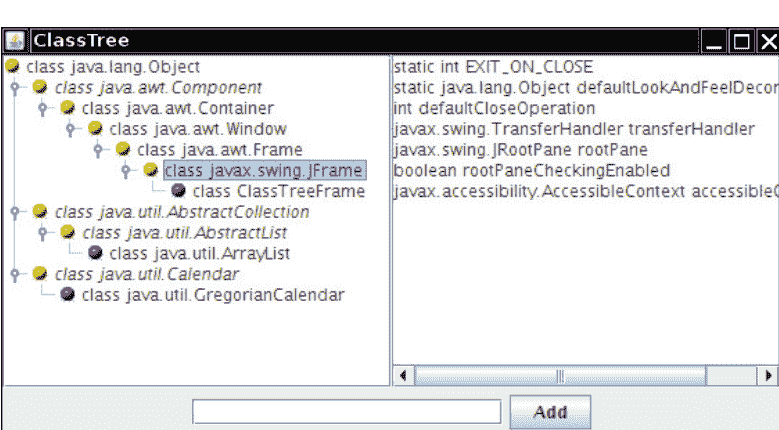 ClassTree
class java.lang.Object
class java.awt.Component
class java.awt.Container
class java.awt.Window
class java.awt.Frame
class javax.swing.JFrame
class ClassTreeFrame
class java.util.AbstractCollection
class java.util.AbstractList
class java.util.ArrayList
class java.util.Calendar
class java.util.GregorianCalendar
static int EXIT_ON_CLOSE
static java.lang.Object defaultLookAndFeelDecor
int defaultCloseOperation
javax.swing.TransferHandler transferHandler
javax.swing.JRootPane rootPane
boolean rootPaneCheckingEnabled
javax.accessibility.AccessibleContext accessibleC
Add